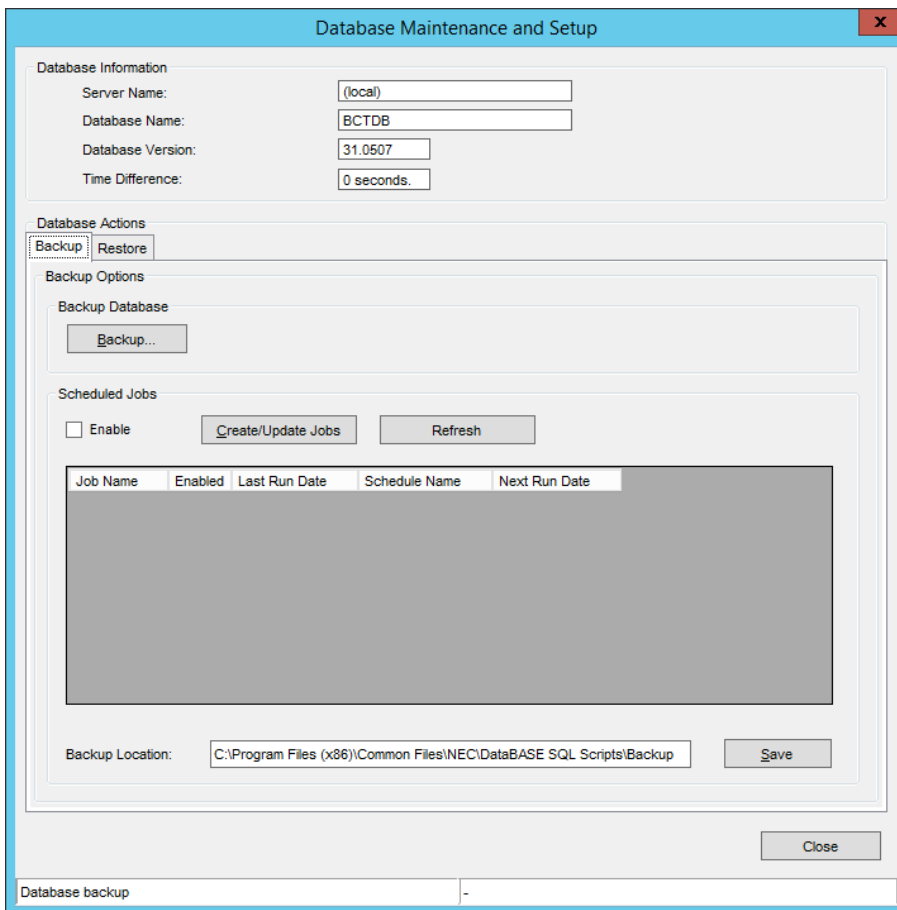 Database Maintenance and Setup
x
Database Information
Server Name: (local)
Database Name: BCTDB
Database Version: 31.0507
Time Difference: 0 seconds.
Database Actions
Backup Restore
Backup Options
Backup Database
Backup...
Scheduled Jobs
Enable Create/Update Jobs Refresh
Job Name Enabled Last Run Date Schedule Name Next Run Date
Backup Location: C:\Program Files (x86)\Common Files\NEC\DataBASE SQL Scripts\Backup Save
Close
Database backup -